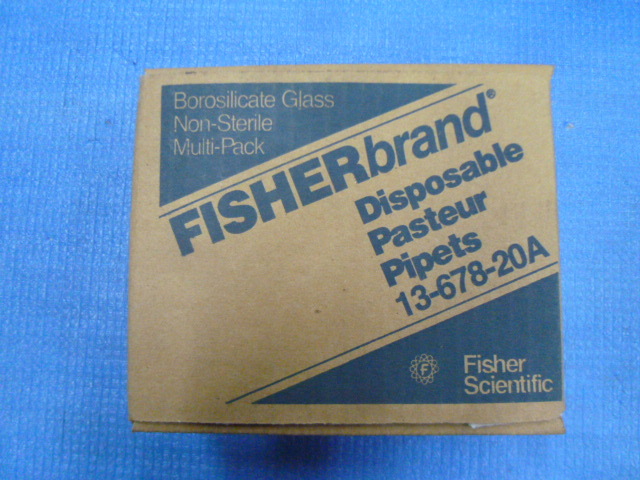 Borosilicate Glass
Non-Sterile
Multi-Pack
FISHERbrand®
Disposable
Pasteur
Pipets
13-678-20A
F
Fisher
Scientific